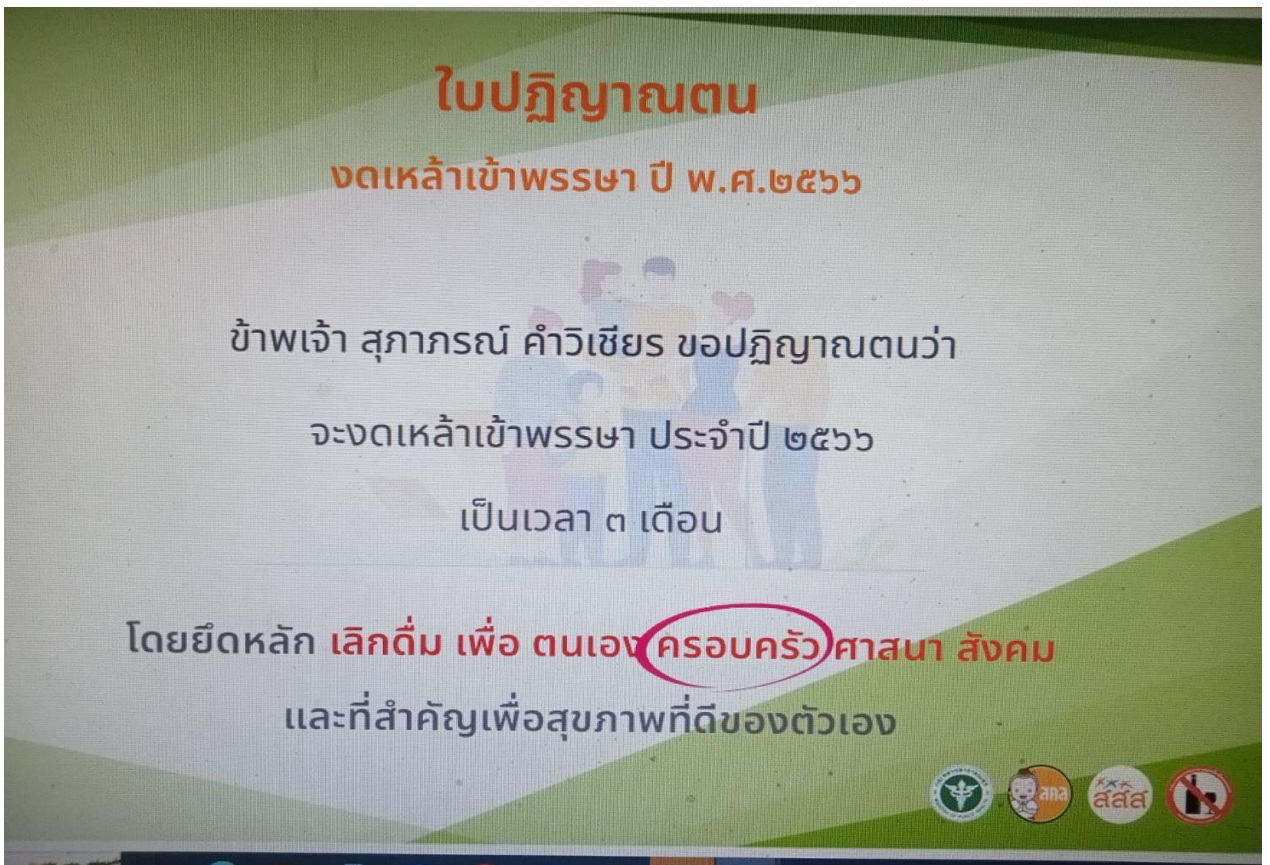 ใบปฏิญาณตน
งดเหล้าเข้าพรรษา ปี พ.ศ.๒๕๖๖
ข้าพเจ้า สุภาภรณ์ คำวิเชียร ขอปฏิญาณตนว่า
จะงดเหล้าเข้าพรรษา ประจำปี ๒๕๖๖
เป็นเวลา ๓ เดือน
โดยยึดหลัก เลิกดื่ม เพื่อ ตนเอง ครอบครัว ศาสนา สังคม
และที่สำคัญเพื่อสุขภาพที่ดีของตัวเอง
สคล สสส